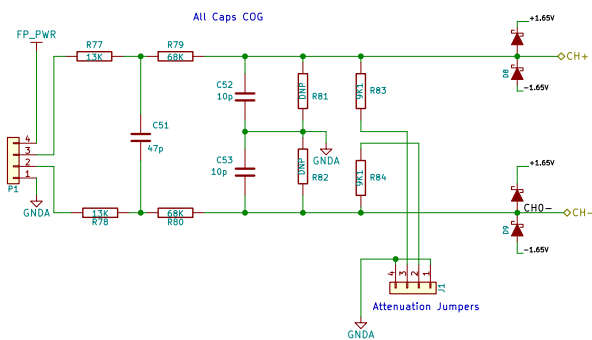 All Caps COG
+1.65V
FP_PWR
R77
13K
R79
68K
CH+
D8
-1.65V
C52
10p
DNP
R81
9K1
R83
C51
47p
4
3
2
1
P1
GNDA
C53
10p
GNDA
DNP
R82
9K1
R84
+1.65V
13K
R78
68K
R80
CH0-
CH-
D9
-1.65V
4
3
2
1
J1
Attenuation Jumpers
GNDA